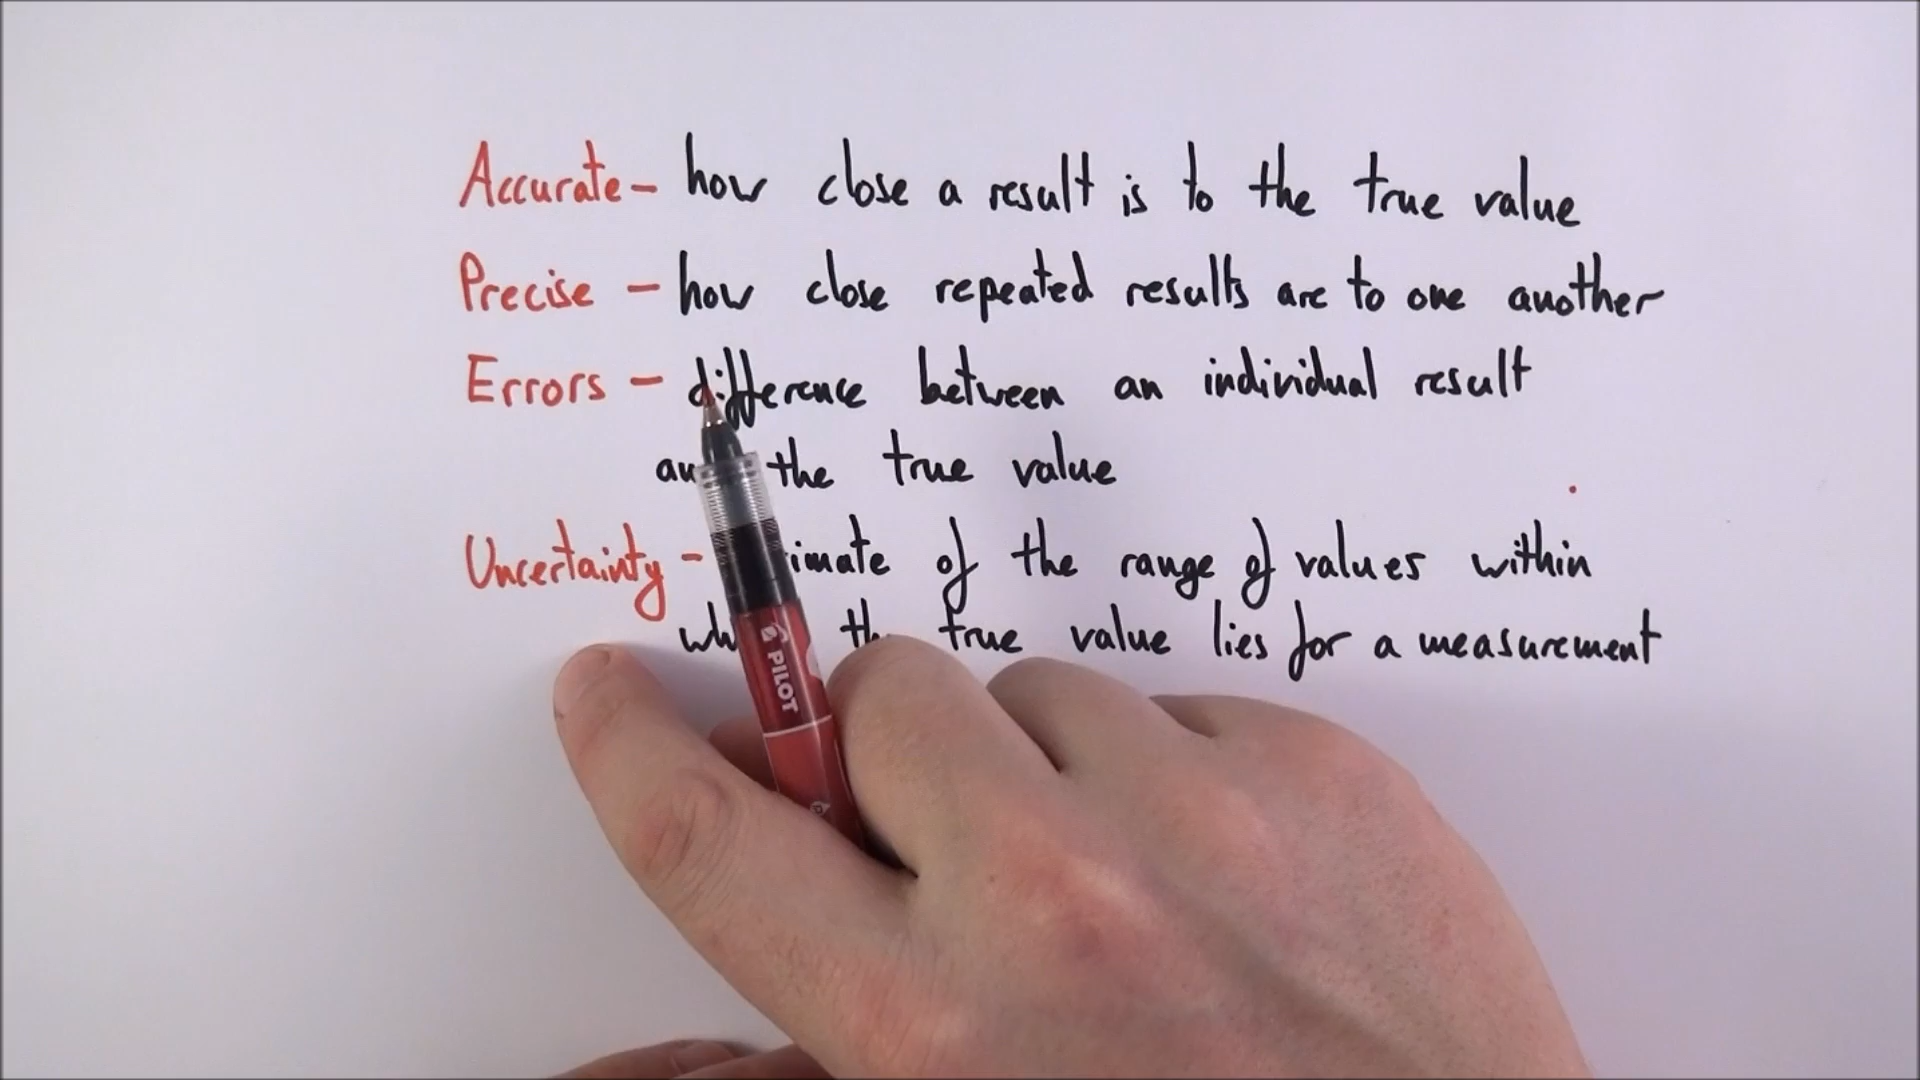 Accurate - how close a result is to the true value
Precise - how close repeated results are to one another
Errors - difference between an individual result
the true value
Uncertainty - of the range of values within
true value lies for a measurement
PILOT